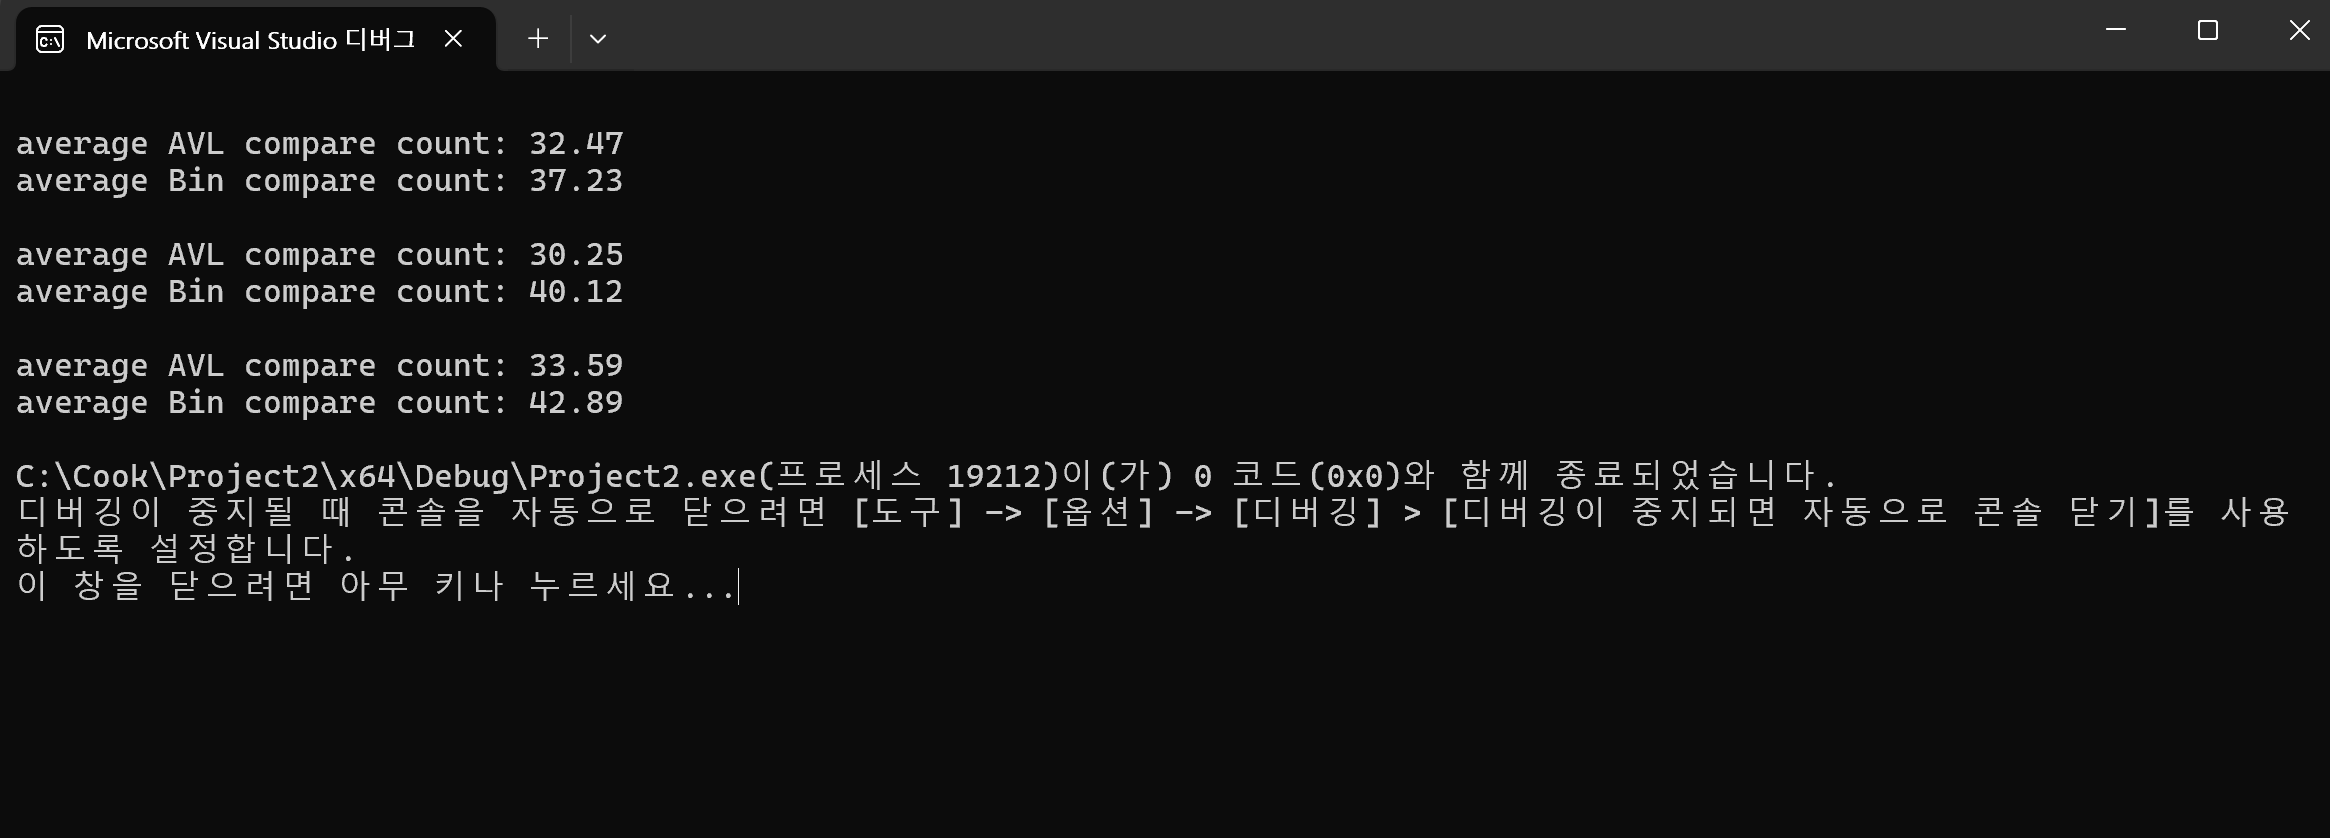 Microsoft Visual Studio 디버그
average AVL compare count: 32.47
average Bin compare count: 37.23
average AVL compare count: 30.25
average Bin compare count: 40.12
average AVL compare count: 33.59
average Bin compare count: 42.89
C:\Cook\Project2\x64\Debug\Project2.exe(프로세스 19212)이(가) 0 코드(0x0)와 함께 종료되었습니다.
디버깅이 중지될 때 콘솔을 자동으로 닫으려면 [도구] -> [옵션] -> [디버깅] > [디버깅이 중지되면 자동으로 콘솔 닫기]를 사용
하도록 설정합니다.
이 창을 닫으려면 아무 키나 누르세요...